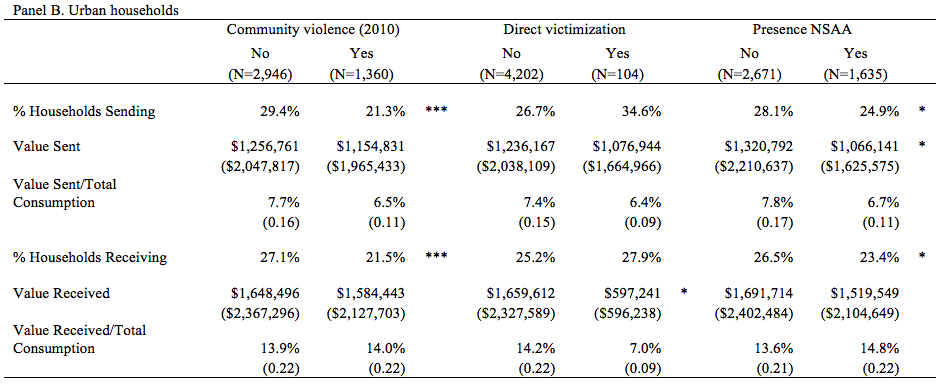 Panel B. Urban households
Community violence (2010) Direct victimization Presence NSAA
No Yes No Yes No Yes
(N=2,946) (N=1,360) (N=4,202) (N=104) (N=2,671) (N=1,635)
% Households Sending 29.4% 21.3% *** 26.7% 34.6% 28.1% 24.9% *
Value Sent $1,256,761 $1,154,831 $1,236,167 $1,076,944 $1,320,792 $1,066,141 *
($2,047,817) ($1,965,433) ($2,038,109) ($1,664,966) ($2,210,637) ($1,625,575)
Value Sent/Total
Consumption 7.7% 6.5% 7.4% 6.4% 7.8% 6.7%
(0.16) (0.11) (0.15) (0.09) (0.17) (0.11)
% Households Receiving 27.1% 21.5% *** 25.2% 27.9% 26.5% 23.4% *
Value Received $1,648,496 $1,584,443 $1,659,612 $597,241 * $1,691,714 $1,519,549
($2,367,296) ($2,127,703) ($2,327,589) ($596,238) ($2,402,484) ($2,104,649)
Value Received/Total
Consumption 13.9% 14.0% 14.2% 7.0% 13.6% 14.8%
(0.22) (0.22) (0.22) (0.09) (0.21) (0.22)